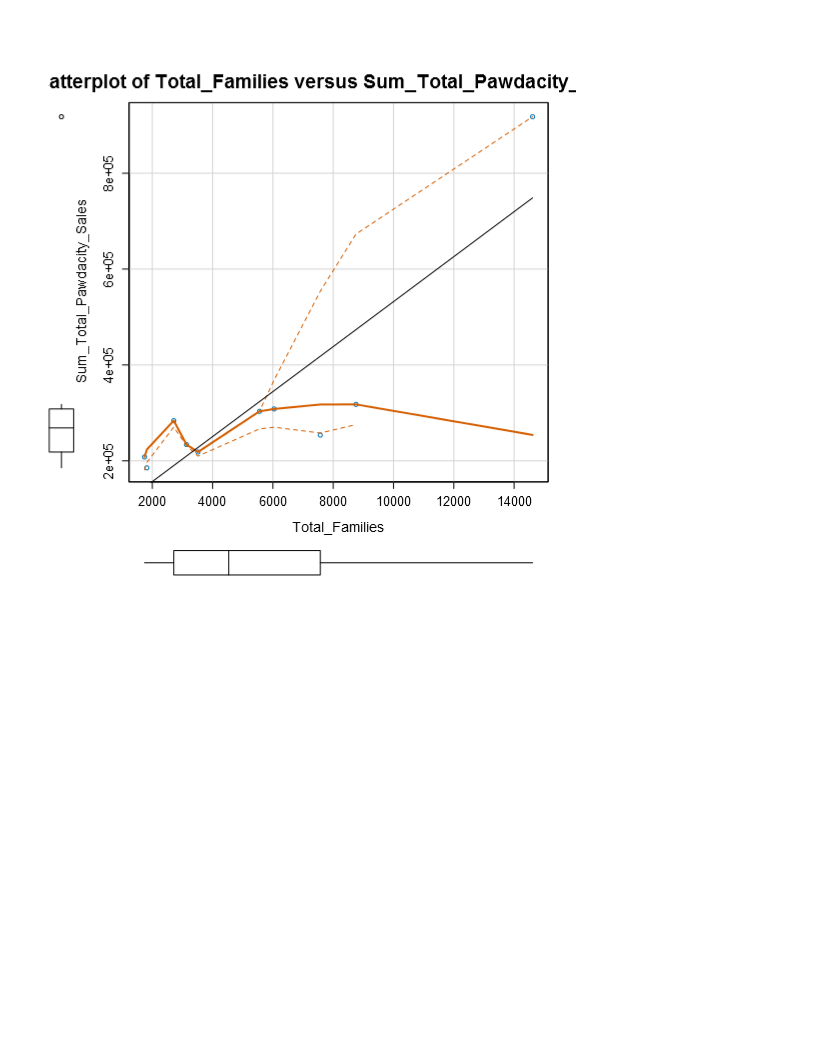 atterplot of Total_Families versus Sum_Total_Pawdacity_
Sum_Total_Pawdacity_Sales
8e+05
6e+05
4e+05
2e+05
2000 4000 6000 8000 10000 12000 14000
Total_Families